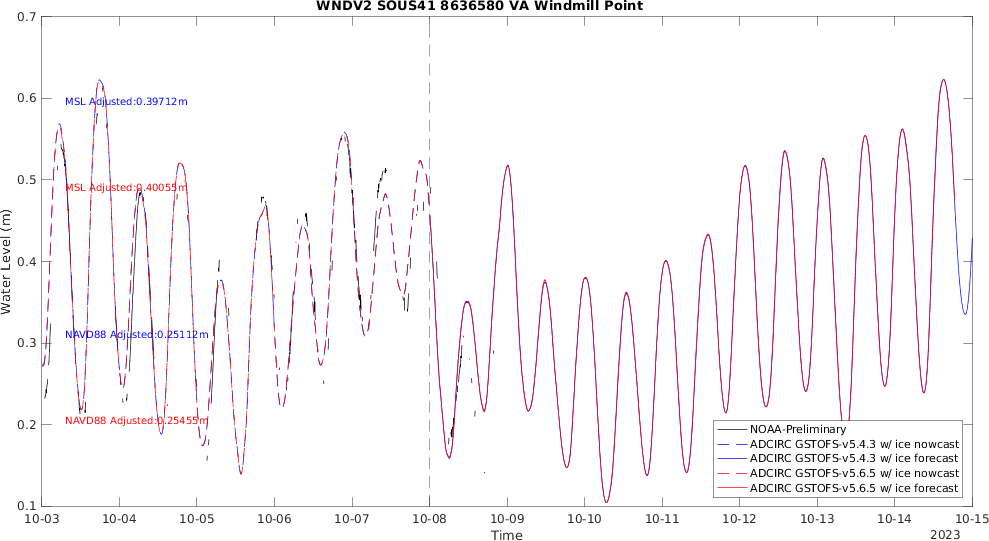 WNDV2 SOUS41 8636580 VA Windmill Point
Water Level (m)
0.7
0.6
0.5
0.4
0.3
0.2
0.1
MSL Adjusted:0.39712m
MSL Adjusted:0.40055m
NAVD88 Adjusted:0.25112m
NAVD88 Adjusted:0.25455m
NOAA-Preliminary
ADCIRC GSTOFS-v5.4.3 w/ ice nowcast
ADCIRC GSTOFS-v5.4.3 w/ ice forecast
ADCIRC GSTOFS-v5.6.5 w/ ice nowcast
ADCIRC GSTOFS-v5.6.5 w/ ice forecast
10-03 10-04 10-05 10-06 10-07 10-08 10-09 10-10 10-11 10-12 10-13 10-14 10-15
Time
2023